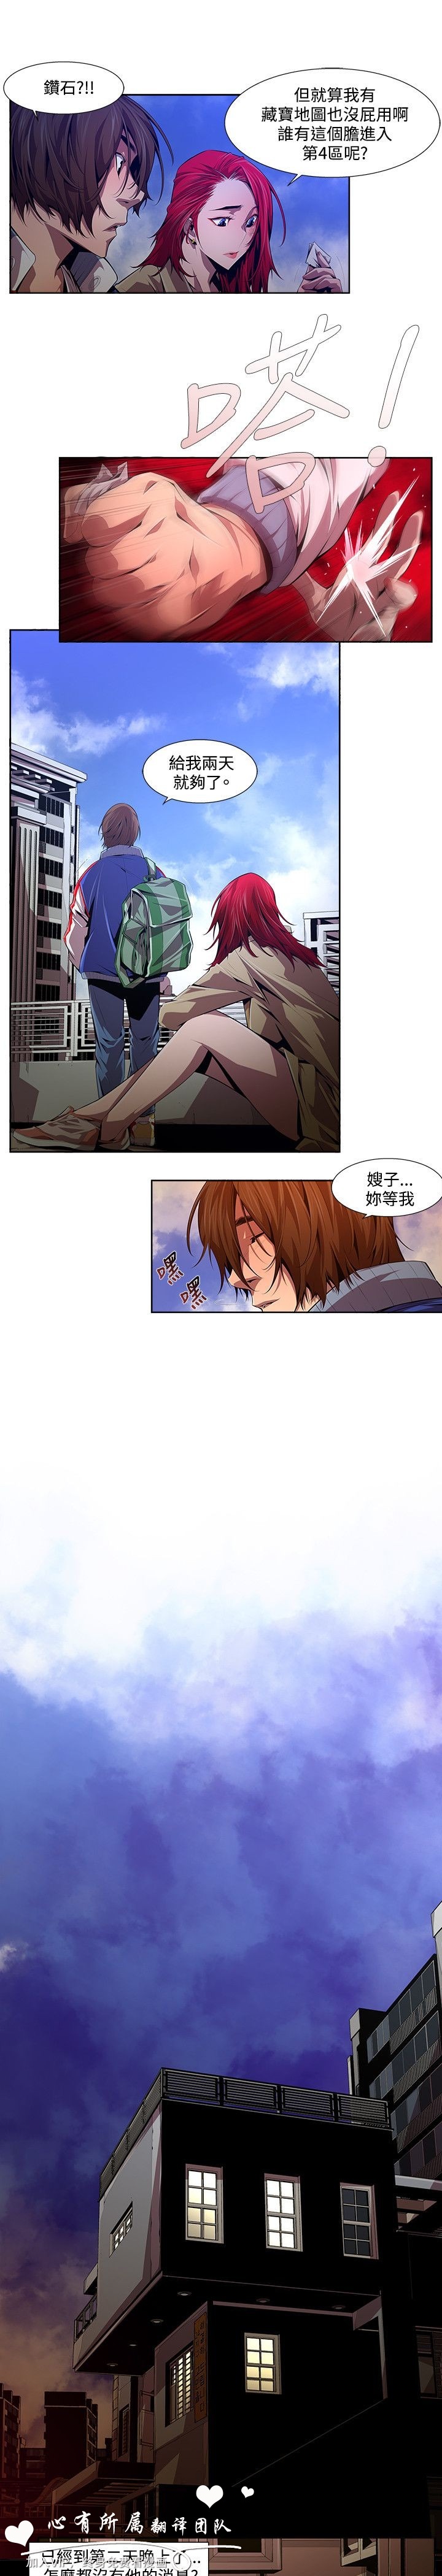 鑽石?!!
但就算我有
藏寶地圖也沒屁用啊
誰有這個膽進入
第4區呢?
嗒!
給我兩天
就夠了。
嫂子...
妳等我
嘿
嘿
心有所属翻译团队
已經到第二天晚上了...
怎麼都沒有他的消息?